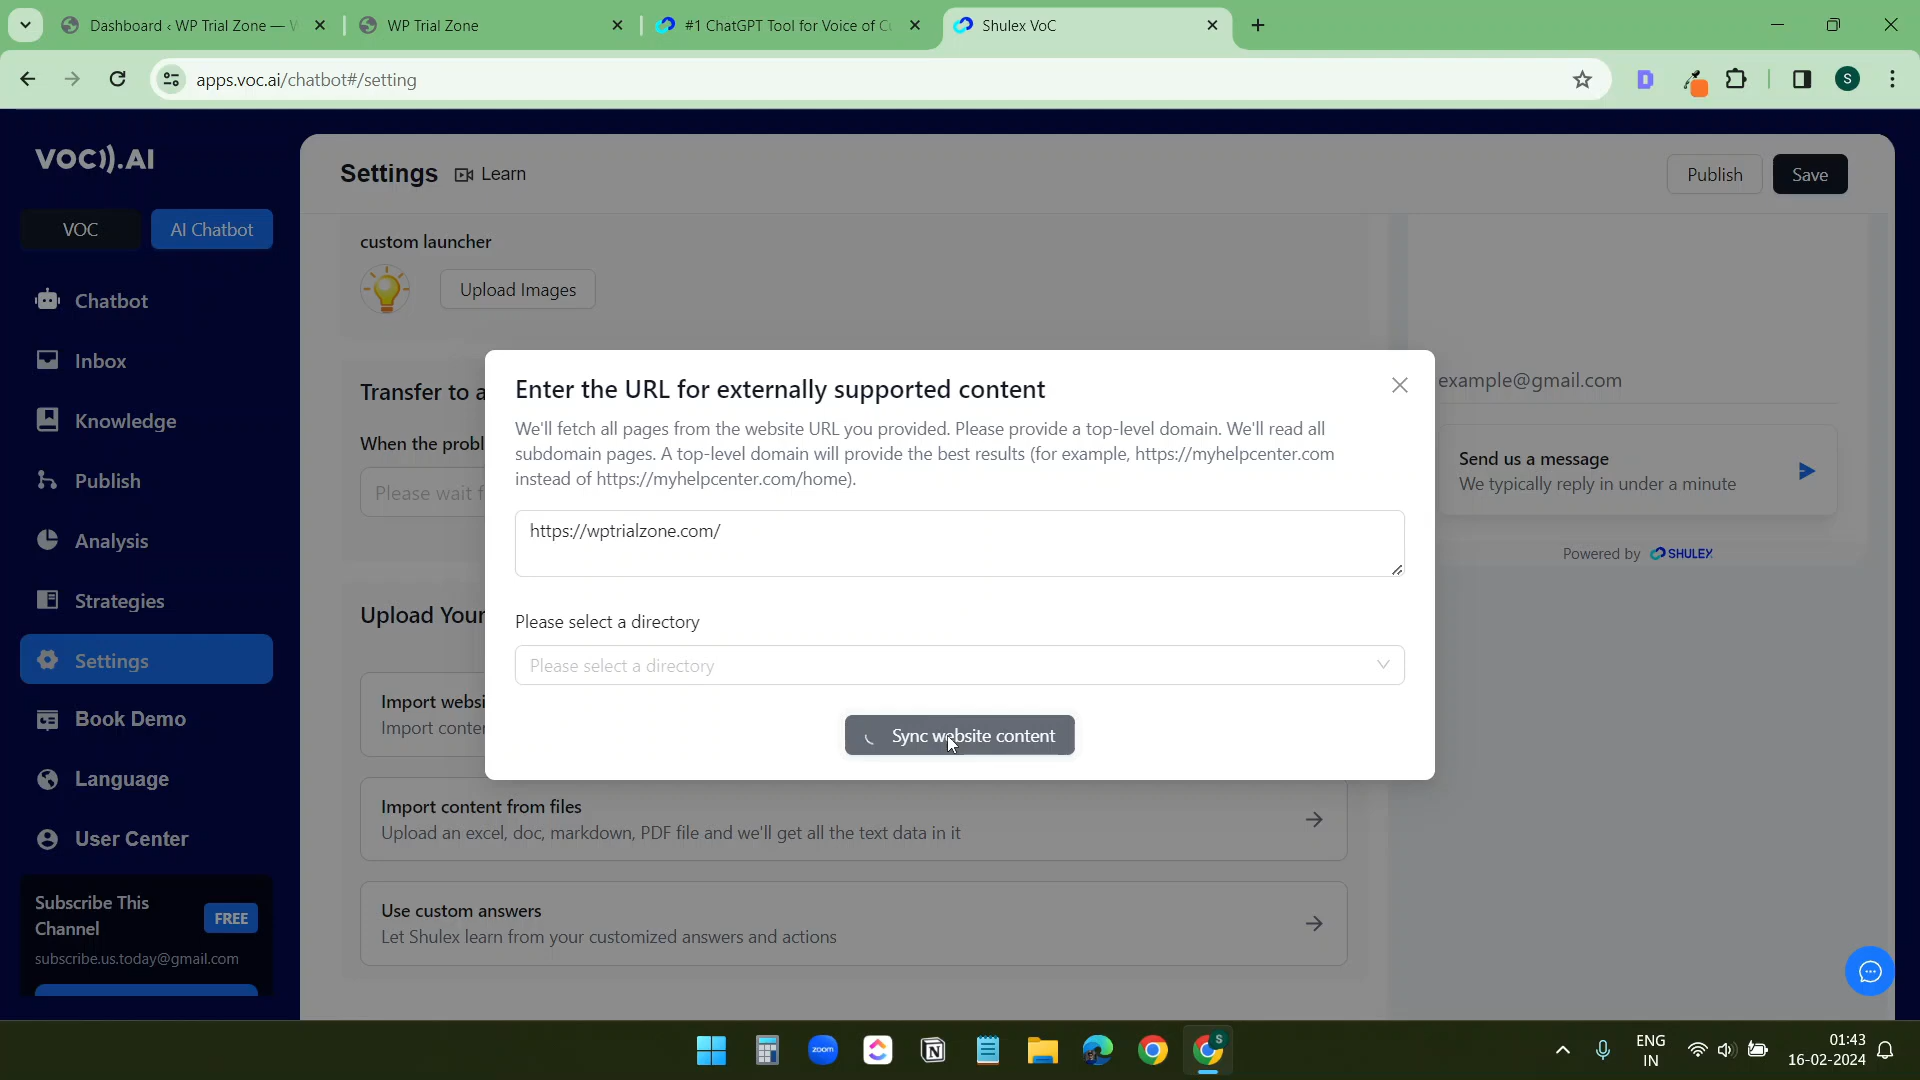 Dashboard ‹ WP Trial Zone — W
WP Trial Zone
#1 ChatGPT Tool for Voice of Cu
Shulex VoC
apps.voc.ai/chatbot#/setting
D
S
VOC.AI
Settings
Learn
Publish
Save
VOC
AI Chatbot
Chatbot
Inbox
Knowledge
Publish
Analysis
Strategies
Settings
Book Demo
Language
User Center
Subscribe This
Channel
FREE
subscribe.us.today@gmail.com
custom launcher
Upload Images
Transfer to a
When the probl
Please wait f
Upload Your
Import websi
Import conte
Import content from files
Upload an excel, doc, markdown, PDF file and we'll get all the text data in it
Use custom answers
Let Shulex learn from your customized answers and actions
Enter the URL for externally supported content
We'll fetch all pages from the website URL you provided. Please provide a top-level domain. We'll read all
subdomain pages. A top-level domain will provide the best results (for example, https://myhelpcenter.com
instead of https://myhelpcenter.com/home).
https://wptrialzone.com/
Please select a directory
Please select a directory
Sync website content
example@gmail.com
Send us a message
We typically reply in under a minute
Powered by SHULEX
zoom
S
ENG
IN
01:43
16-02-2024